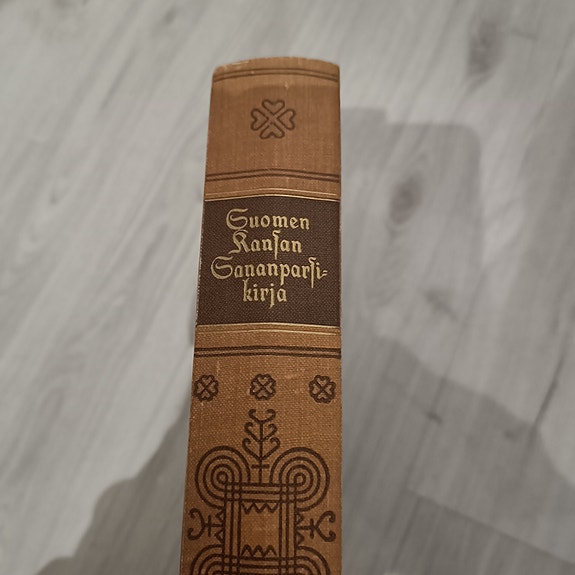 Suomen
Kansan
Sananparsi-
kirja